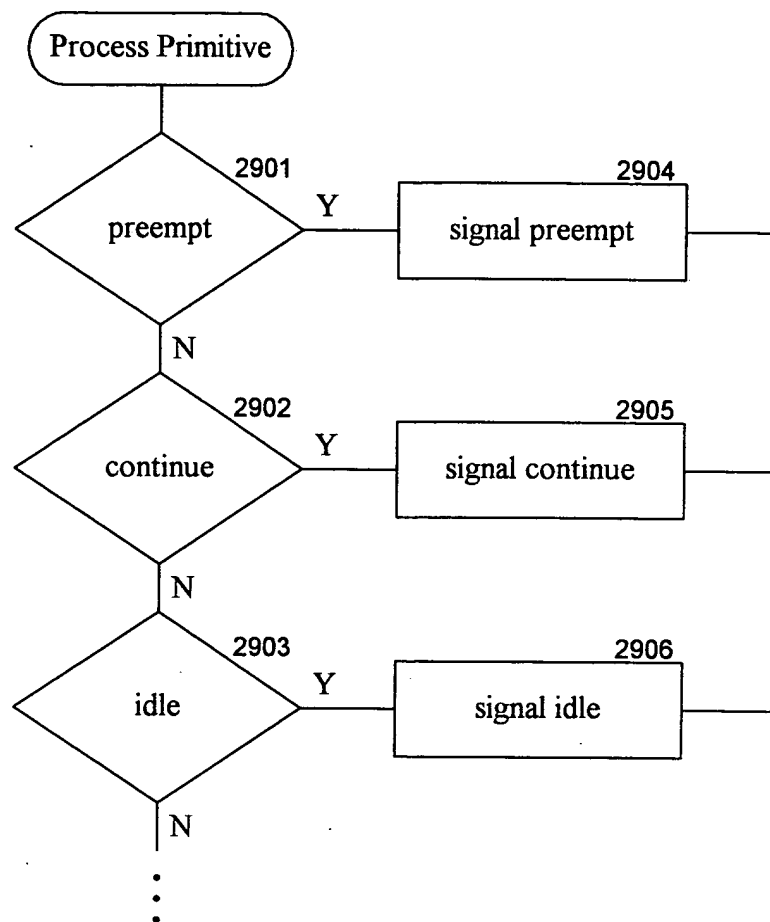 Process Primitive
2901
preempt
Y
2904
signal preempt
N
2902
continue
Y
2905
signal continue
N
2903
idle
Y
2906
signal idle
N